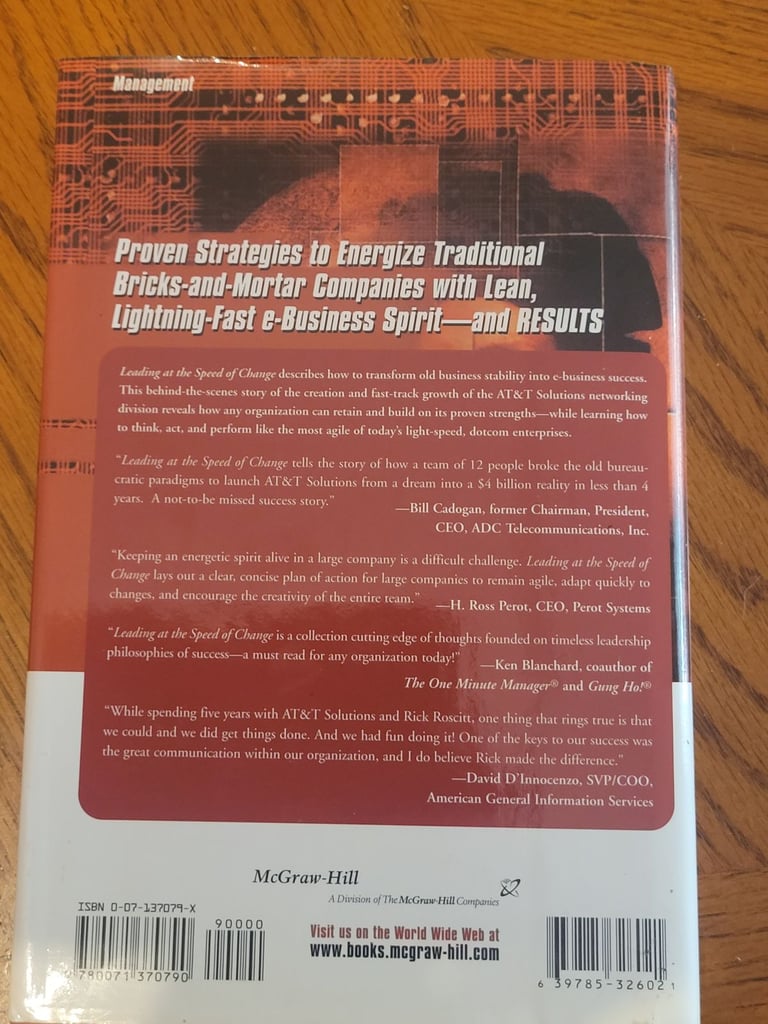 Management
Proven Strategies to Energize Traditional
Bricks-and-Mortar Companies with Lean,
Lightning-Fast e-Business Spirit—and RESULTS
Leading at the Speed of Change describes how to transform old business stability into e-business success.
This behind-the-scenes story of the creation and fast-track growth of the AT&T Solutions networking
division reveals how any organization can retain and build on its proven strengths—while learning how
to think, act, and perform like the most agile of today's light-speed, dotcom enterprises.
"Leading at the Speed of Change tells the story of how a team of 12 people broke the old bureau-
cratic paradigms to launch AT&T Solutions from a dream into a $4 billion reality in less than 4
years. A not-to-be missed success story."
—Bill Cadogan, former Chairman, President,
CEO, ADC Telecommunications, Inc.
"Keeping an energetic spirit alive in a large company is a difficult challenge. Leading at the Speed of
Change lays out a clear, concise plan of action for large companies to remain agile, adapt quickly to
changes, and encourage the creativity of the entire team."
—H. Ross Perot, CEO, Perot Systems
"Leading at the Speed of Change is a collection cutting edge of thoughts founded on timeless leadership
philosophies of success—a must read for any organization today!"
—Ken Blanchard, coauthor of
The One Minute Manager® and Gung Ho!®
"While spending five years with AT&T Solutions and Rick Roscitt, one thing that rings true is that
we could and we did get things done. And we had fun doing it! One of the keys to our success was
the great communication within our organization, and I do believe Rick made the difference."
—David D'Innocenzo, SVP/COO,
American General Information Services
McGraw-Hill
A Division of The McGraw-Hill Companies
ISBN 0-07-137079-X
90000
9 780071 370790
Visit us on the World Wide Web at
www.books.mcgraw-hill.com
6 39785-32602 1